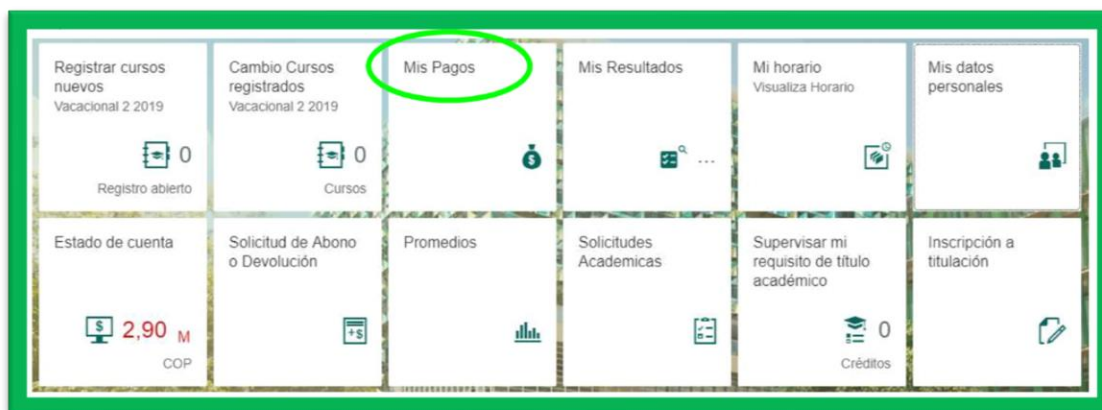 Registrar cursos
nuevos
Vacacional 2 2019
0
Registro abierto
Cambio Cursos
registrados
Vacacional 2 2019
0
Cursos
Mis Pagos
$
Mis Resultados
...
Mi horario
Visualiza Horario
Mis datos
personales
Estado de cuenta
$ 2,90 M
COP
Solicitud de Abono
o Devolución
+$
Promedios
Solicitudes
Academicas
Supervisar mi
requisito de título
académico
0
Créditos
Inscripción a
titulación